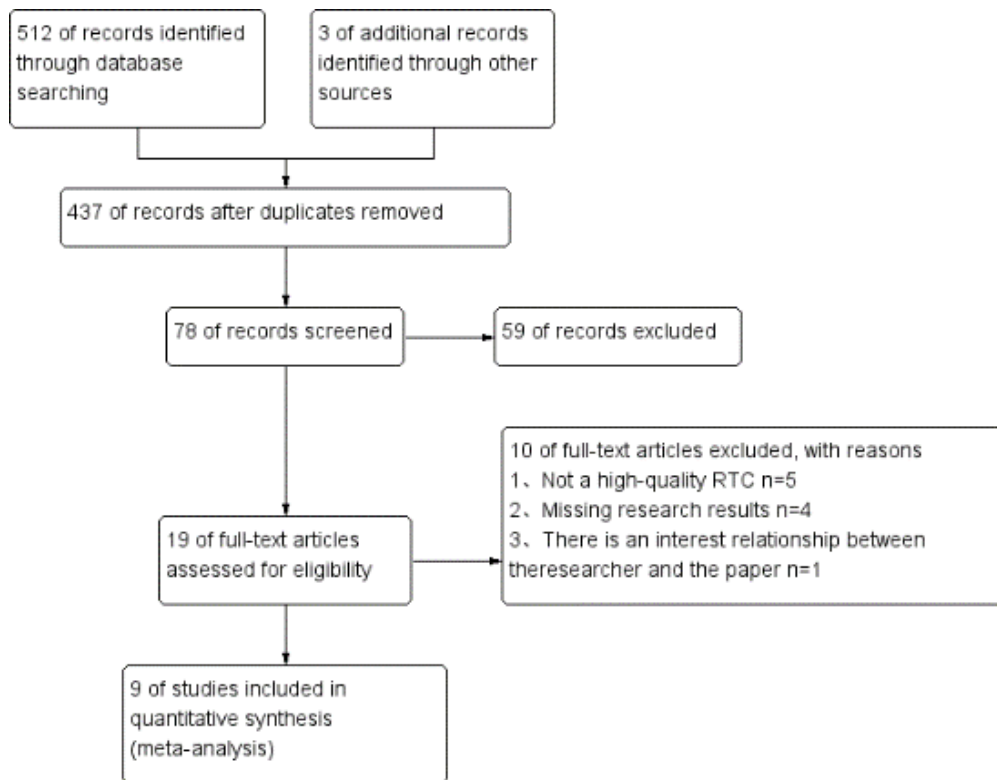 512 of records identified
through database
searching
3 of additional records
identified through other
sources
437 of records after duplicates removed
78 of records screened
59 of records excluded
10 of full-text articles excluded, with reasons
1、Not a high-quality RTC n=5
2、Missing research results n=4
3、There is an interest relationship between
theresearcher and the paper n=1
19 of full-text articles
assessed for eligibility
9 of studies included in
quantitative synthesis
(meta-analysis)